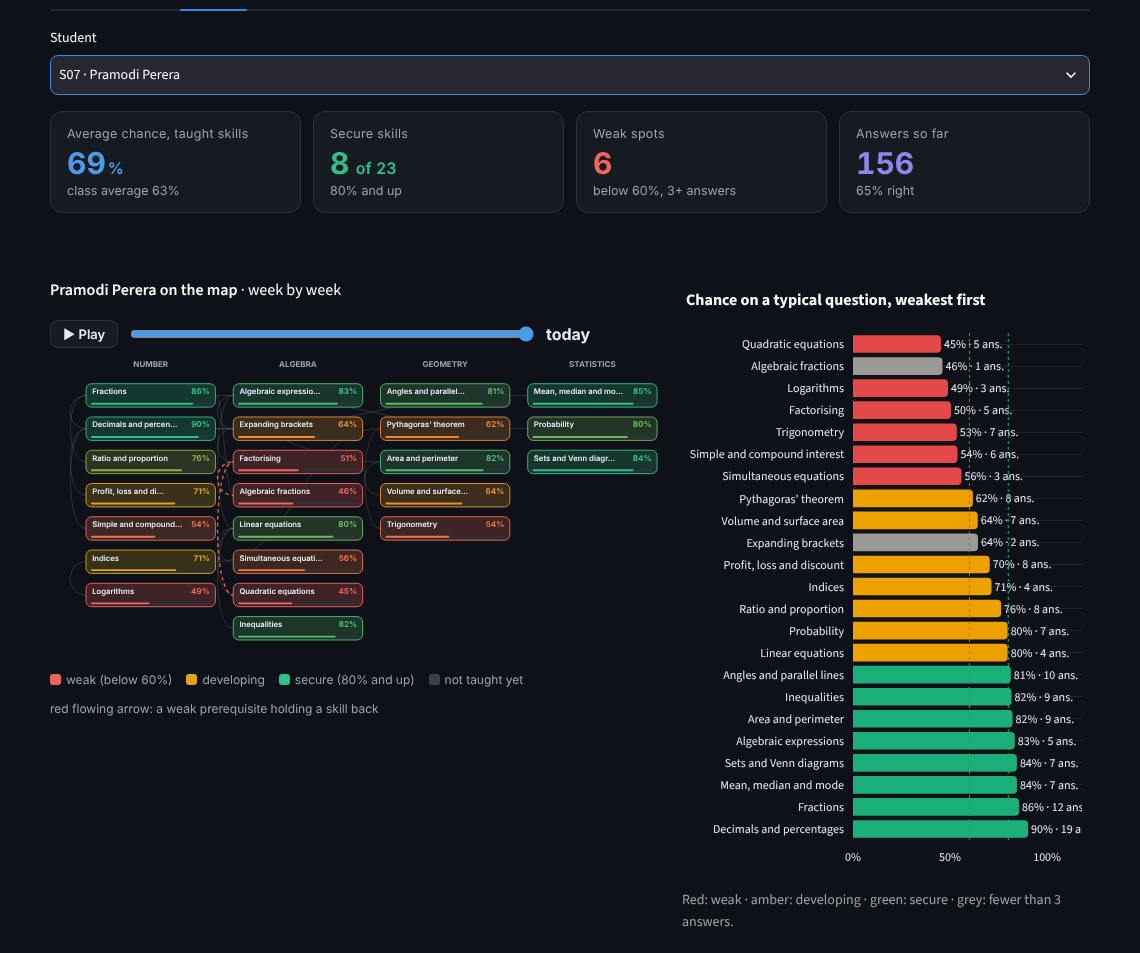 Student
S07 · Pramodi Perera
Average chance, taught skills
69 %
class average 63%
Secure skills
8 of 23
80% and up
Weak spots
6
below 60%, 3+ answers
Answers so far
156
65% right
Pramodi Perera on the map · week by week
▶ Play
today
NUMBER
ALGEBRA
GEOMETRY
STATISTICS
Fractions 86%
Algebraic expressio... 83%
Angles and parallel... 81%
Mean, median and mo... 85%
Decimals and percen... 90%
Expanding brackets 64%
Pythagoras' theorem 62%
Probability 80%
Ratio and proportion 76%
Factorising 51%
Area and perimeter 82%
Sets and Venn diagr... 84%
Profit, loss and di... 71%
Algebraic fractions 46%
Volume and surface... 64%
Simple and compound... 54%
Linear equations 80%
Trigonometry 54%
Indices 71%
Simultaneous equati... 56%
Logarithms 49%
Quadratic equations 45%
Inequalities 82%
weak (below 60%)
developing
secure (80% and up)
not taught yet
red flowing arrow: a weak prerequisite holding a skill back
Chance on a typical question, weakest first
Quadratic equations 45% · 5 ans.
Algebraic fractions 46% · 1 ans.
Logarithms 49% · 3 ans.
Factorising 50% · 5 ans.
Trigonometry 53% · 7 ans.
Simple and compound interest 54% · 6 ans.
Simultaneous equations 56% · 3 ans.
Pythagoras' theorem 62% · 8 ans.
Volume and surface area 64% · 7 ans.
Expanding brackets 64% · 2 ans.
Profit, loss and discount 70% · 8 ans.
Indices 71% · 4 ans.
Ratio and proportion 76% · 8 ans.
Probability 80% · 7 ans.
Linear equations 80% · 4 ans.
Angles and parallel lines 81% · 10 ans.
Inequalities 82% · 9 ans.
Area and perimeter 82% · 9 ans.
Algebraic expressions 83% · 5 ans.
Sets and Venn diagrams 84% · 7 ans.
Mean, median and mode 84% · 7 ans.
Fractions 86% · 12 ans
Decimals and percentages 90% · 19 a
0%
50%
100%
Red: weak · amber: developing · green: secure · grey: fewer than 3
answers.